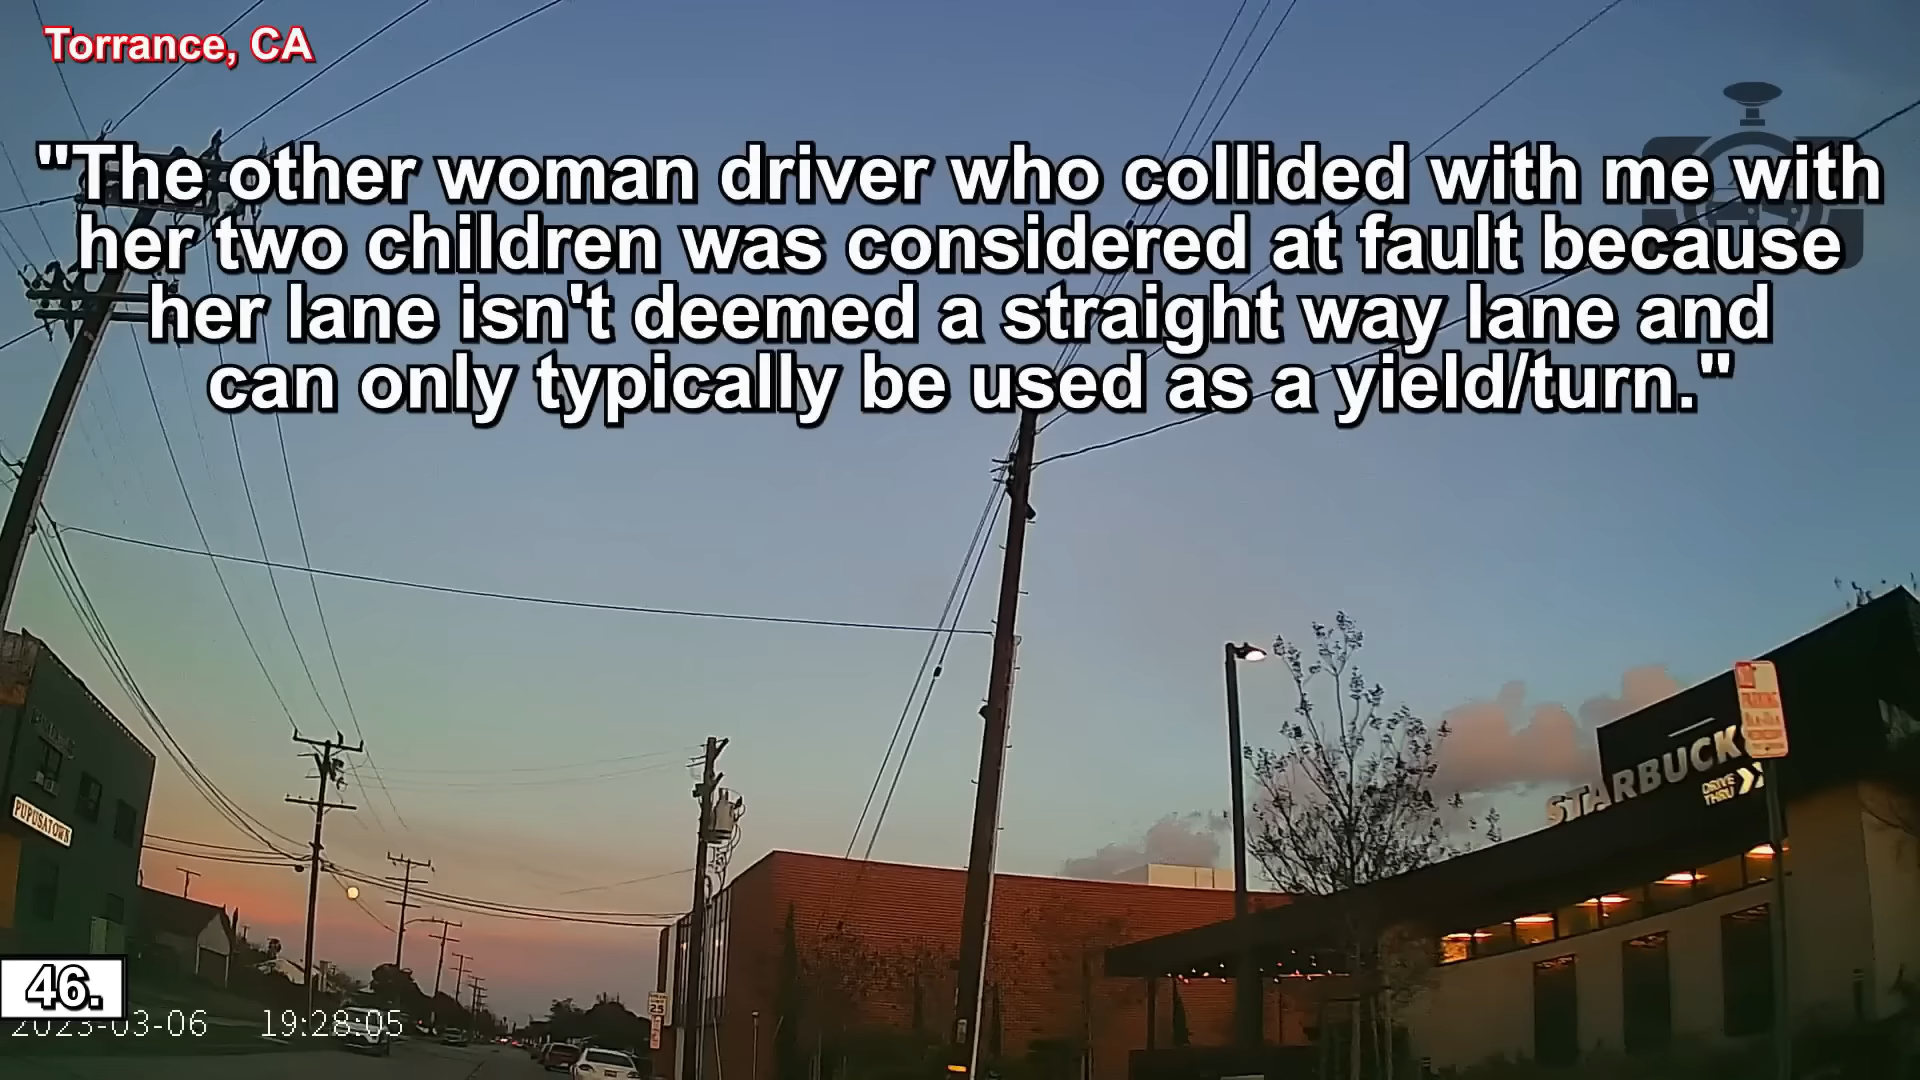 Torrance, CA
"The other woman driver who collided with me with
her two children was considered at fault because
her lane isn't deemed a straight way lane and
can only typically be used as a yield/turn."
STARBUCK
DRIVE
THRU
PUPUSATOWN
25
46.
2023-03-06 19:28:05